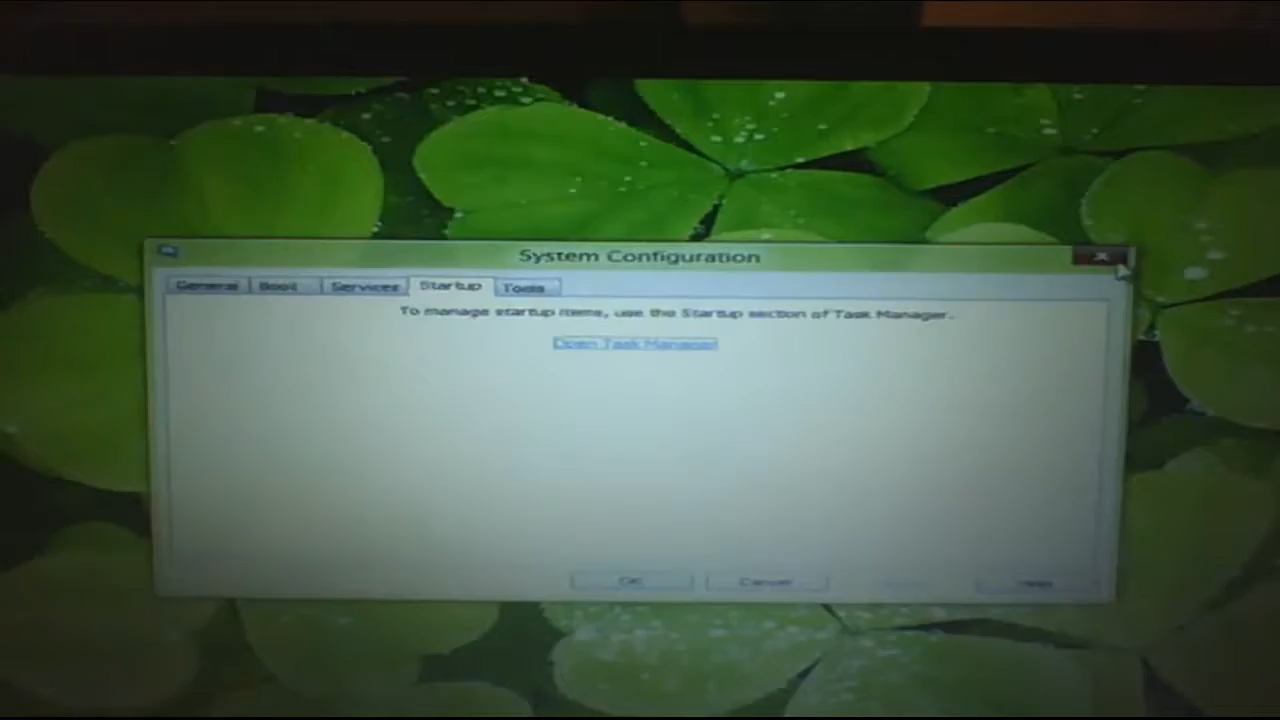 System Configuration
General Boot Services Startup Tools
To manage startup items, use the Startup section of Task Manager.
Open Task Manager
OK Cancel Help